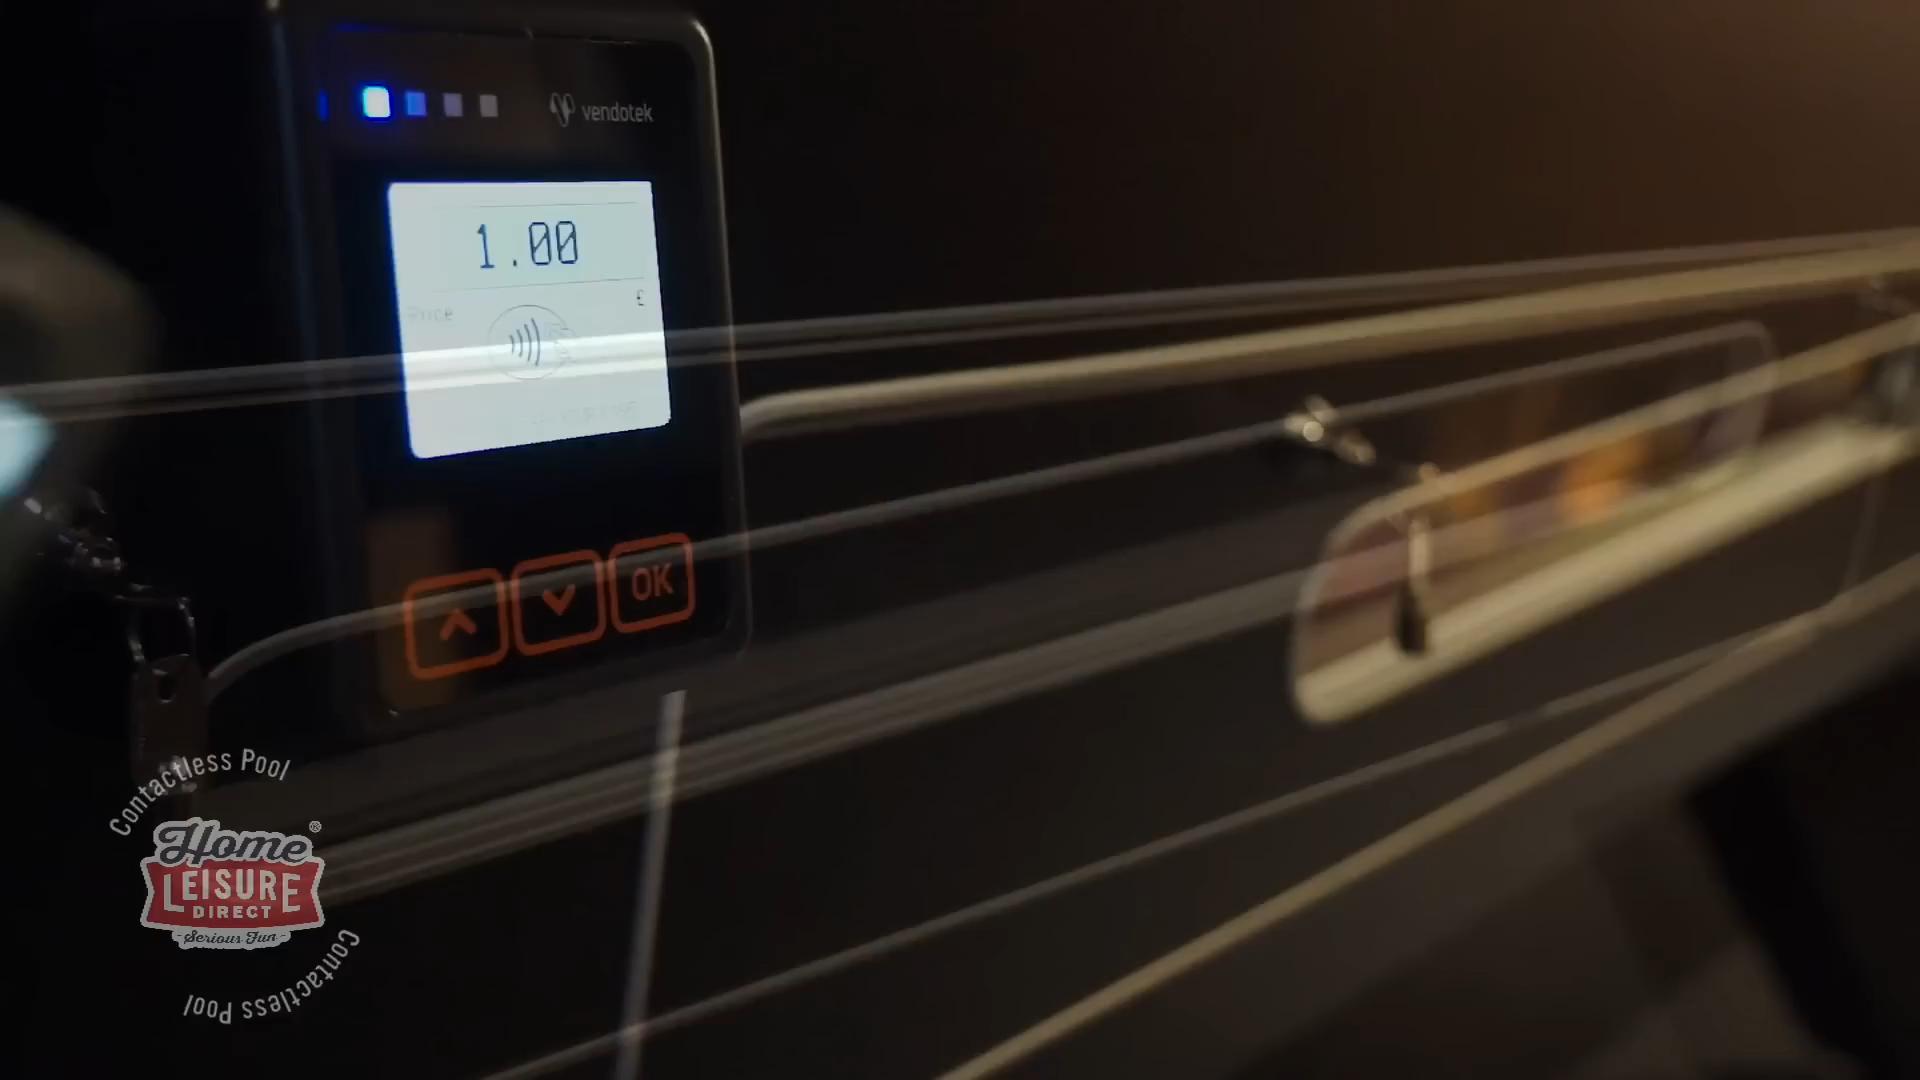 vendotek
1.00
£
Price
OK
Contactless Pool
Home®
LEISURE
DIRECT
-Serious Fun-
Contactless Pool